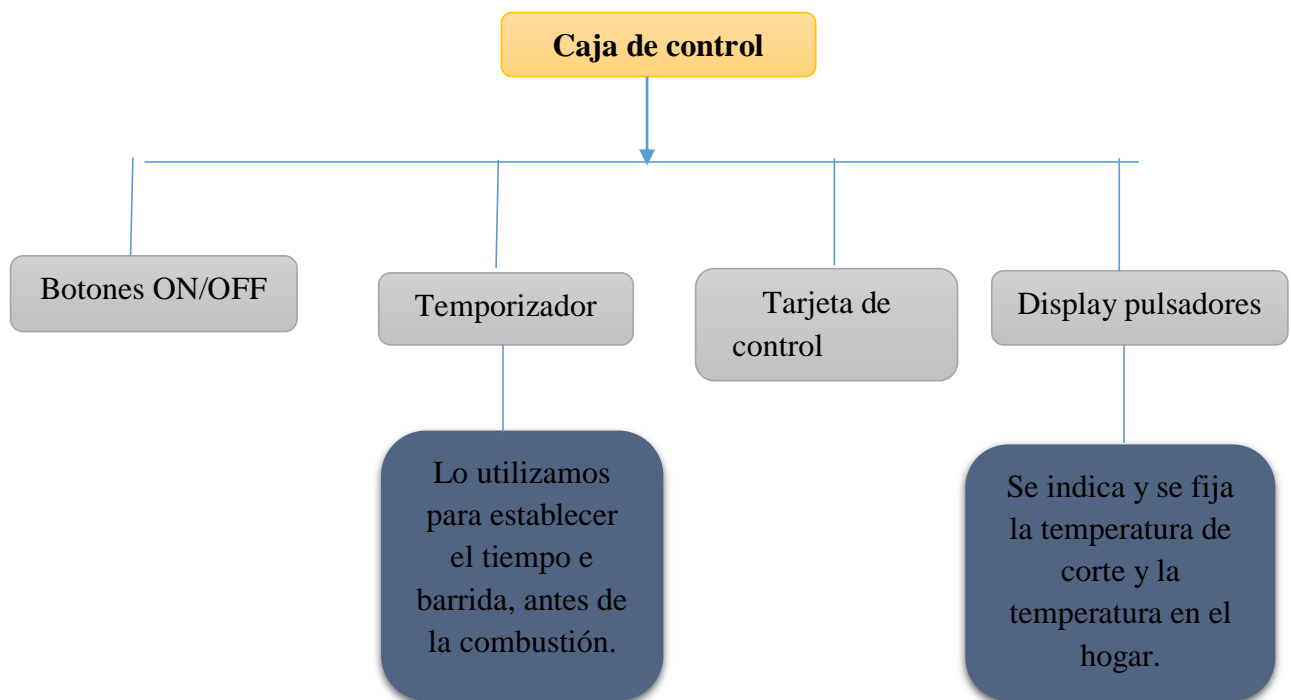 Caja de control
Botones ON/OFF
Temporizador
Tarjeta de
control
Display pulsadores
Lo utilizamos
para establecer
el tiempo e
barrida, antes de
la combustión.
Se indica y se fija
la temperatura de
corte y la
temperatura en el
hogar.